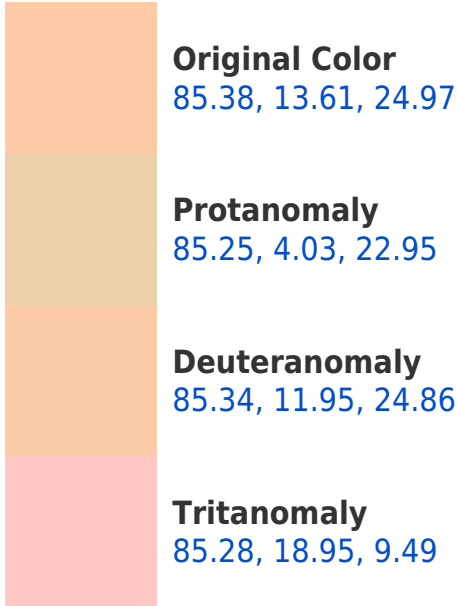 Original Color
85.38, 13.61, 24.97
Protanomaly
85.25, 4.03, 22.95
Deuteranomaly
85.34, 11.95, 24.86
Tritanomaly
85.28, 18.95, 9.49